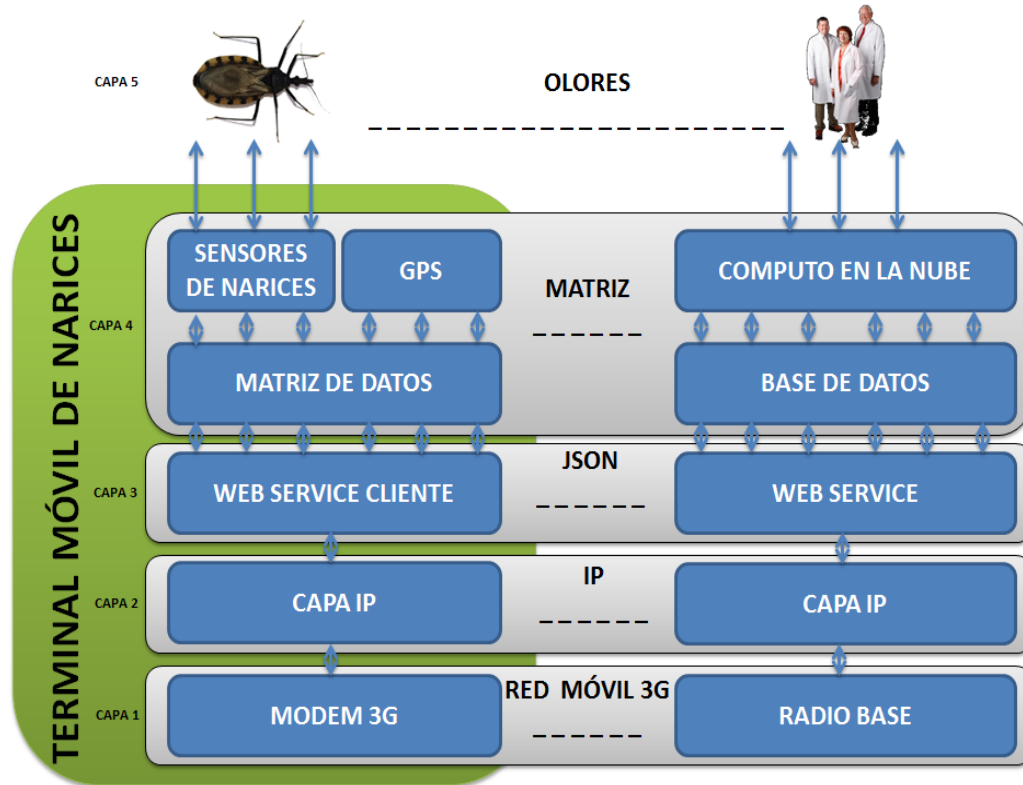 CAPA 5
OLORES
TERMINAL MÓVIL DE NARICES
CAPA 4
SENSORES
DE NARICES
GPS
MATRIZ
COMPUTO EN LA NUBE
MATRIZ DE DATOS
BASE DE DATOS
CAPA 3
WEB SERVICE CLIENTE
JSON
WEB SERVICE
CAPA 2
CAPA IP
IP
CAPA IP
CAPA 1
MODEM 3G
RED MÓVIL 3G
RADIO BASE